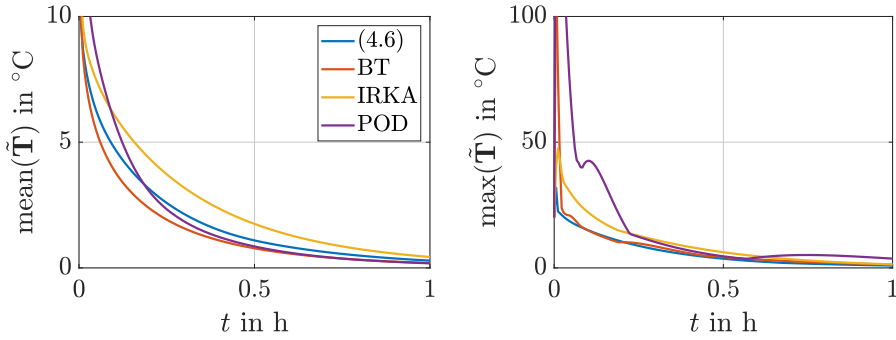 10
5
0
0
0.5
1
mean(T̃) in °C
t in h
(4.6)
BT
IRKA
POD
100
50
0
0
0.5
1
max(T̃) in °C
t in h